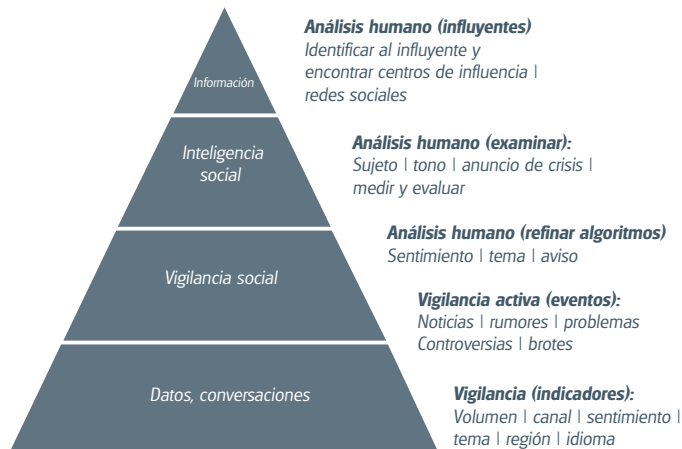 Análisis humano (influyentes)
Identificar al influyente y
encontrar centros de influencia |
redes sociales
Información
Análisis humano (examinar):
Sujeto | tono | anuncio de crisis |
medir y evaluar
Inteligencia
social
Análisis humano (refinar algoritmos)
Sentimiento | tema | aviso
Vigilancia social
Vigilancia activa (eventos):
Noticias | rumores | problemas
Controversias | brotes
Datos, conversaciones
Vigilancia (indicadores):
Volumen | canal | sentimiento |
tema | región | idioma